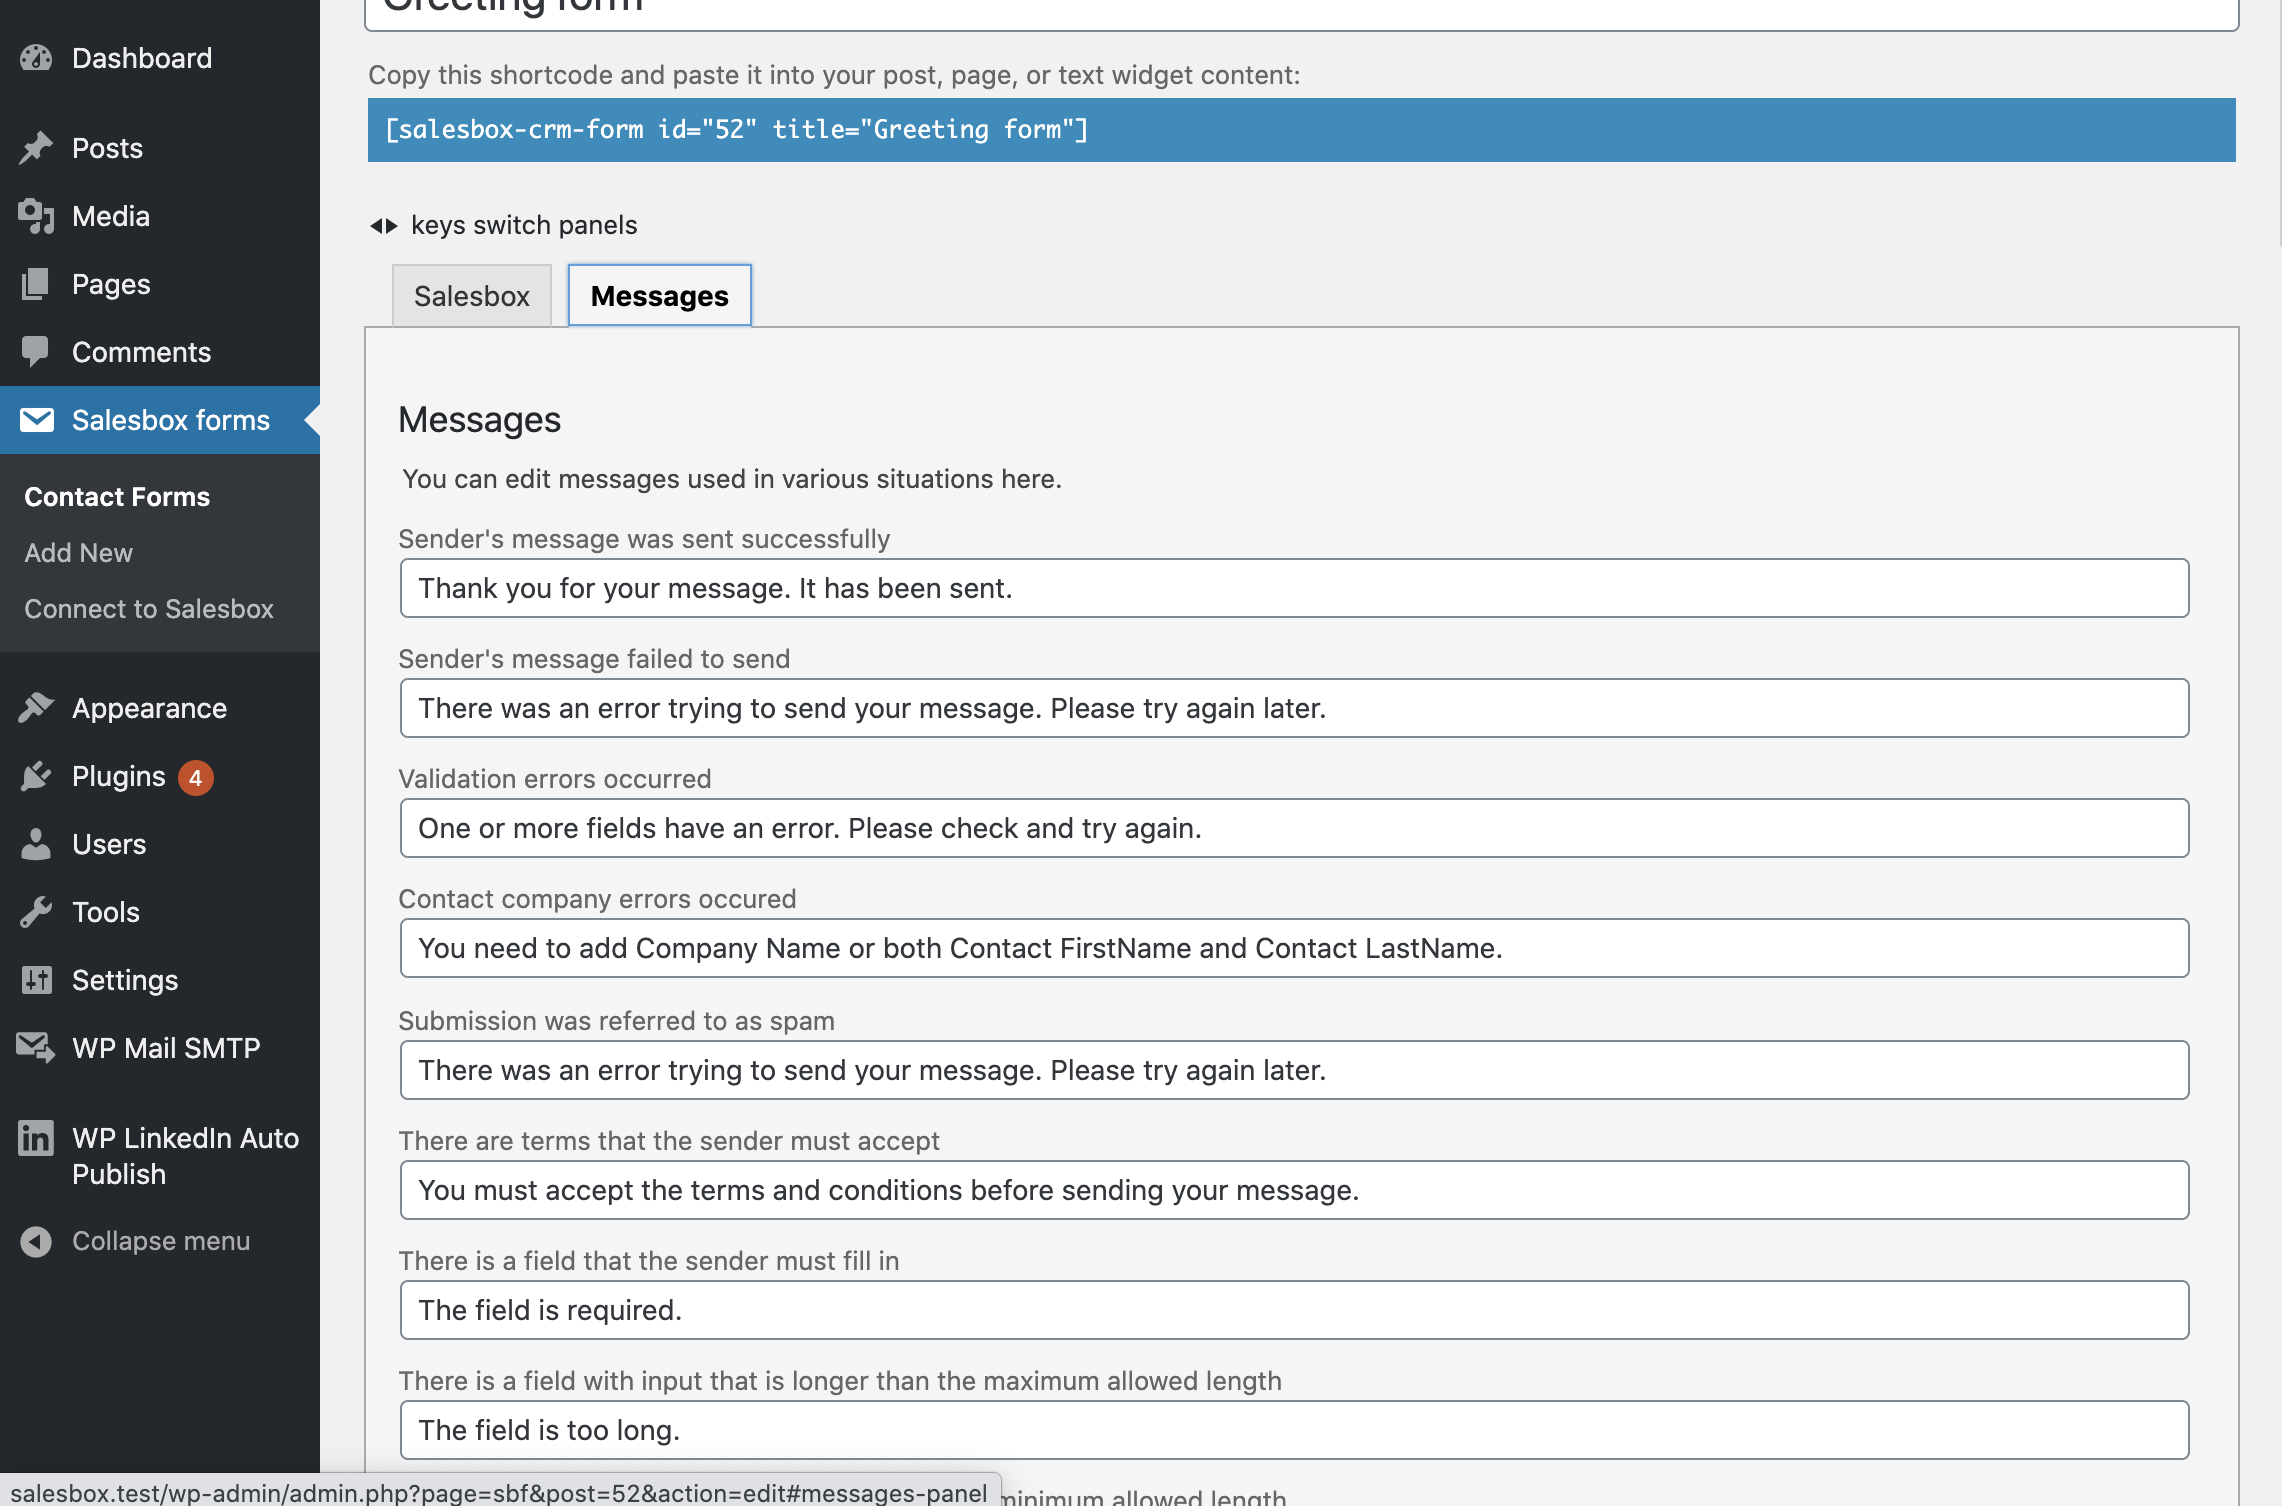 Dashboard
Posts
Media
Pages
Comments
Salesbox forms
Contact Forms
Add New
Connect to Salesbox
Appearance
Plugins 4
Users
Tools
Settings
WP Mail SMTP
WP LinkedIn Auto
Publish
Collapse menu
Greeting form
Copy this shortcode and paste it into your post, page, or text widget content:
[salesbox-crm-form id="52" title="Greeting form"]
keys switch panels
Salesbox
Messages
Messages
You can edit messages used in various situations here.
Sender's message was sent successfully
Thank you for your message. It has been sent.
Sender's message failed to send
There was an error trying to send your message. Please try again later.
Validation errors occurred
One or more fields have an error. Please check and try again.
Contact company errors occured
You need to add Company Name or both Contact FirstName and Contact LastName.
Submission was referred to as spam
There was an error trying to send your message. Please try again later.
There are terms that the sender must accept
You must accept the terms and conditions before sending your message.
There is a field that the sender must fill in
The field is required.
There is a field with input that is longer than the maximum allowed length
The field is too long.
minimum allowed length
salesbox.test/wp-admin/admin.php?page=sbf&post=52&action=edit#messages-panel